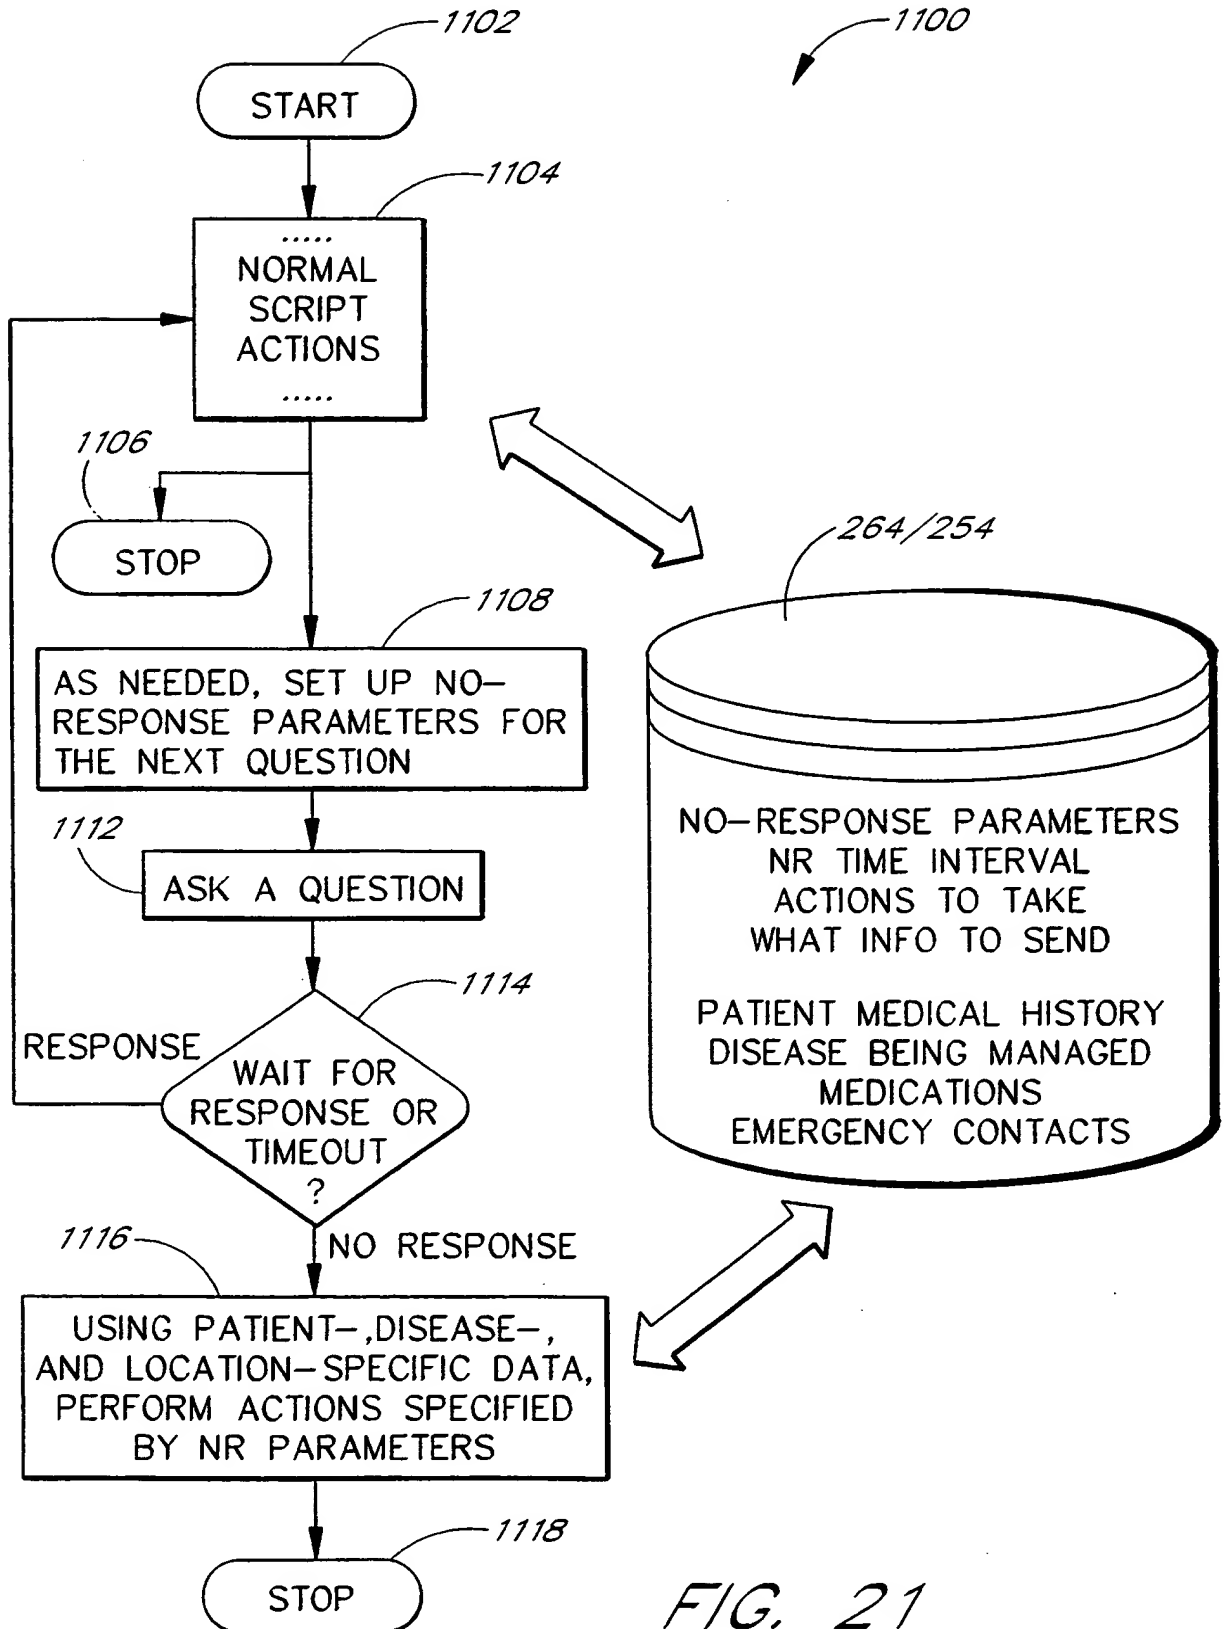 1102
1100
START
1104
.....
NORMAL
SCRIPT
ACTIONS
.....
1106
STOP
264/254
1108
AS NEEDED, SET UP NO-
RESPONSE PARAMETERS FOR
THE NEXT QUESTION
1112
ASK A QUESTION
NO-RESPONSE PARAMETERS
NR TIME INTERVAL
ACTIONS TO TAKE
WHAT INFO TO SEND
PATIENT MEDICAL HISTORY
DISEASE BEING MANAGED
MEDICATIONS
EMERGENCY CONTACTS
1114
RESPONSE
WAIT FOR
RESPONSE OR
TIMEOUT
?
1116
NO RESPONSE
USING PATIENT-,DISEASE-,
AND LOCATION-SPECIFIC DATA,
PERFORM ACTIONS SPECIFIED
BY NR PARAMETERS
1118
STOP
FIG. 21